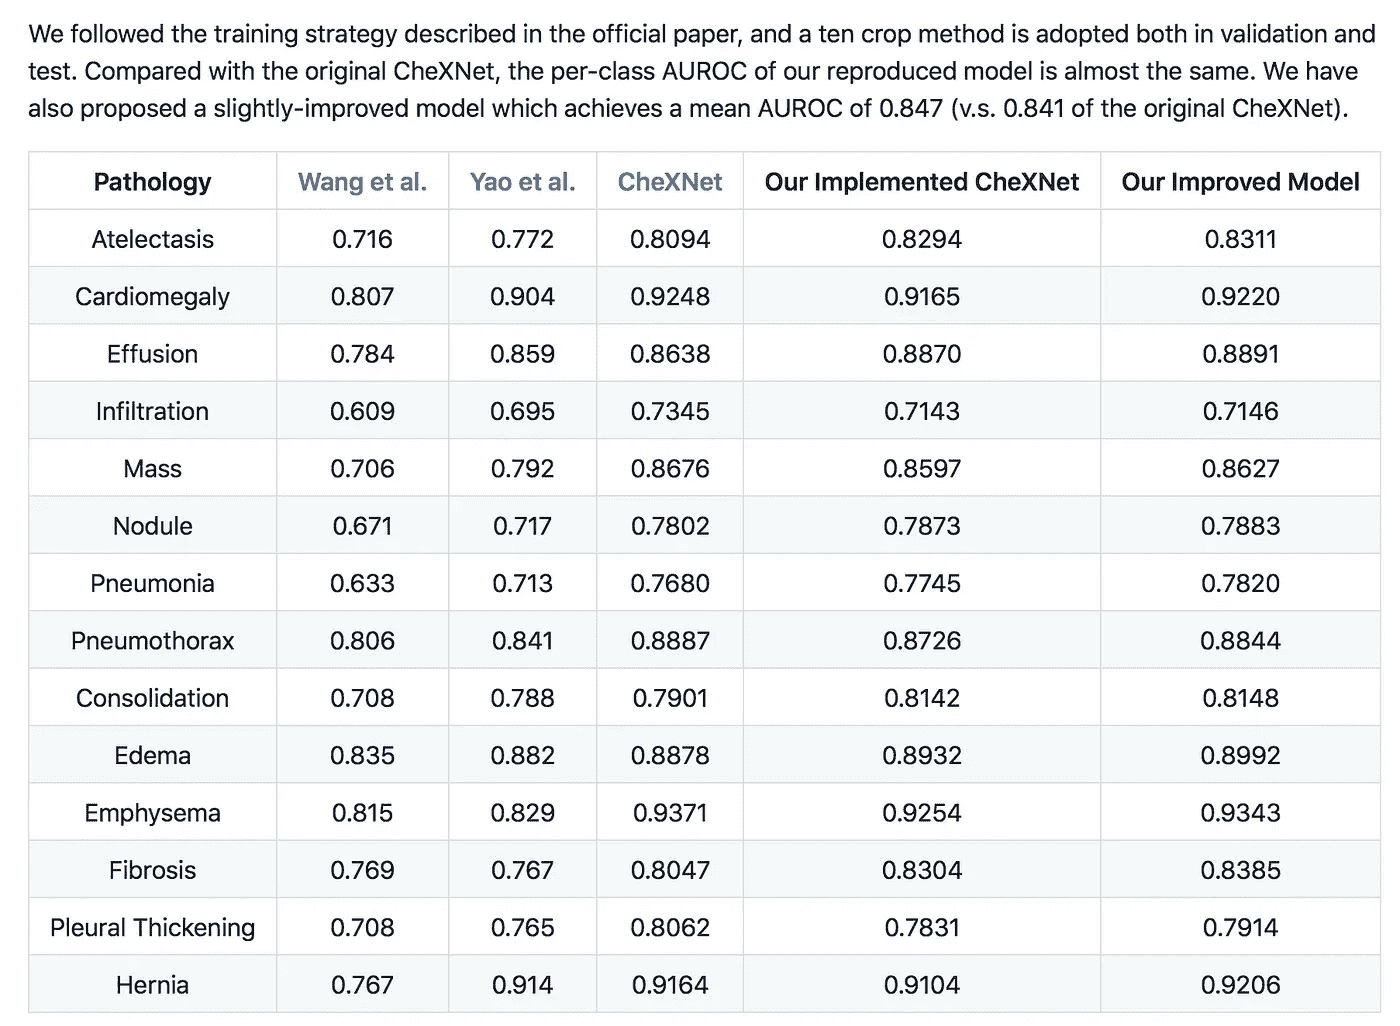 We followed the training strategy described in the official paper, and a ten crop method is adopted both in validation and
test. Compared with the original CheXNet, the per-class AUROC of our reproduced model is almost the same. We have
also proposed a slightly-improved model which achieves a mean AUROC of 0.847 (v.s. 0.841 of the original CheXNet).
Pathology Wang et al. Yao et al. CheXNet Our Implemented CheXNet Our Improved Model
Atelectasis 0.716 0.772 0.8094 0.8294 0.8311
Cardiomegaly 0.807 0.904 0.9248 0.9165 0.9220
Effusion 0.784 0.859 0.8638 0.8870 0.8891
Infiltration 0.609 0.695 0.7345 0.7143 0.7146
Mass 0.706 0.792 0.8676 0.8597 0.8627
Nodule 0.671 0.717 0.7802 0.7873 0.7883
Pneumonia 0.633 0.713 0.7680 0.7745 0.7820
Pneumothorax 0.806 0.841 0.8887 0.8726 0.8844
Consolidation 0.708 0.788 0.7901 0.8142 0.8148
Edema 0.835 0.882 0.8878 0.8932 0.8992
Emphysema 0.815 0.829 0.9371 0.9254 0.9343
Fibrosis 0.769 0.767 0.8047 0.8304 0.8385
Pleural Thickening 0.708 0.765 0.8062 0.7831 0.7914
Hernia 0.767 0.914 0.9164 0.9104 0.9206